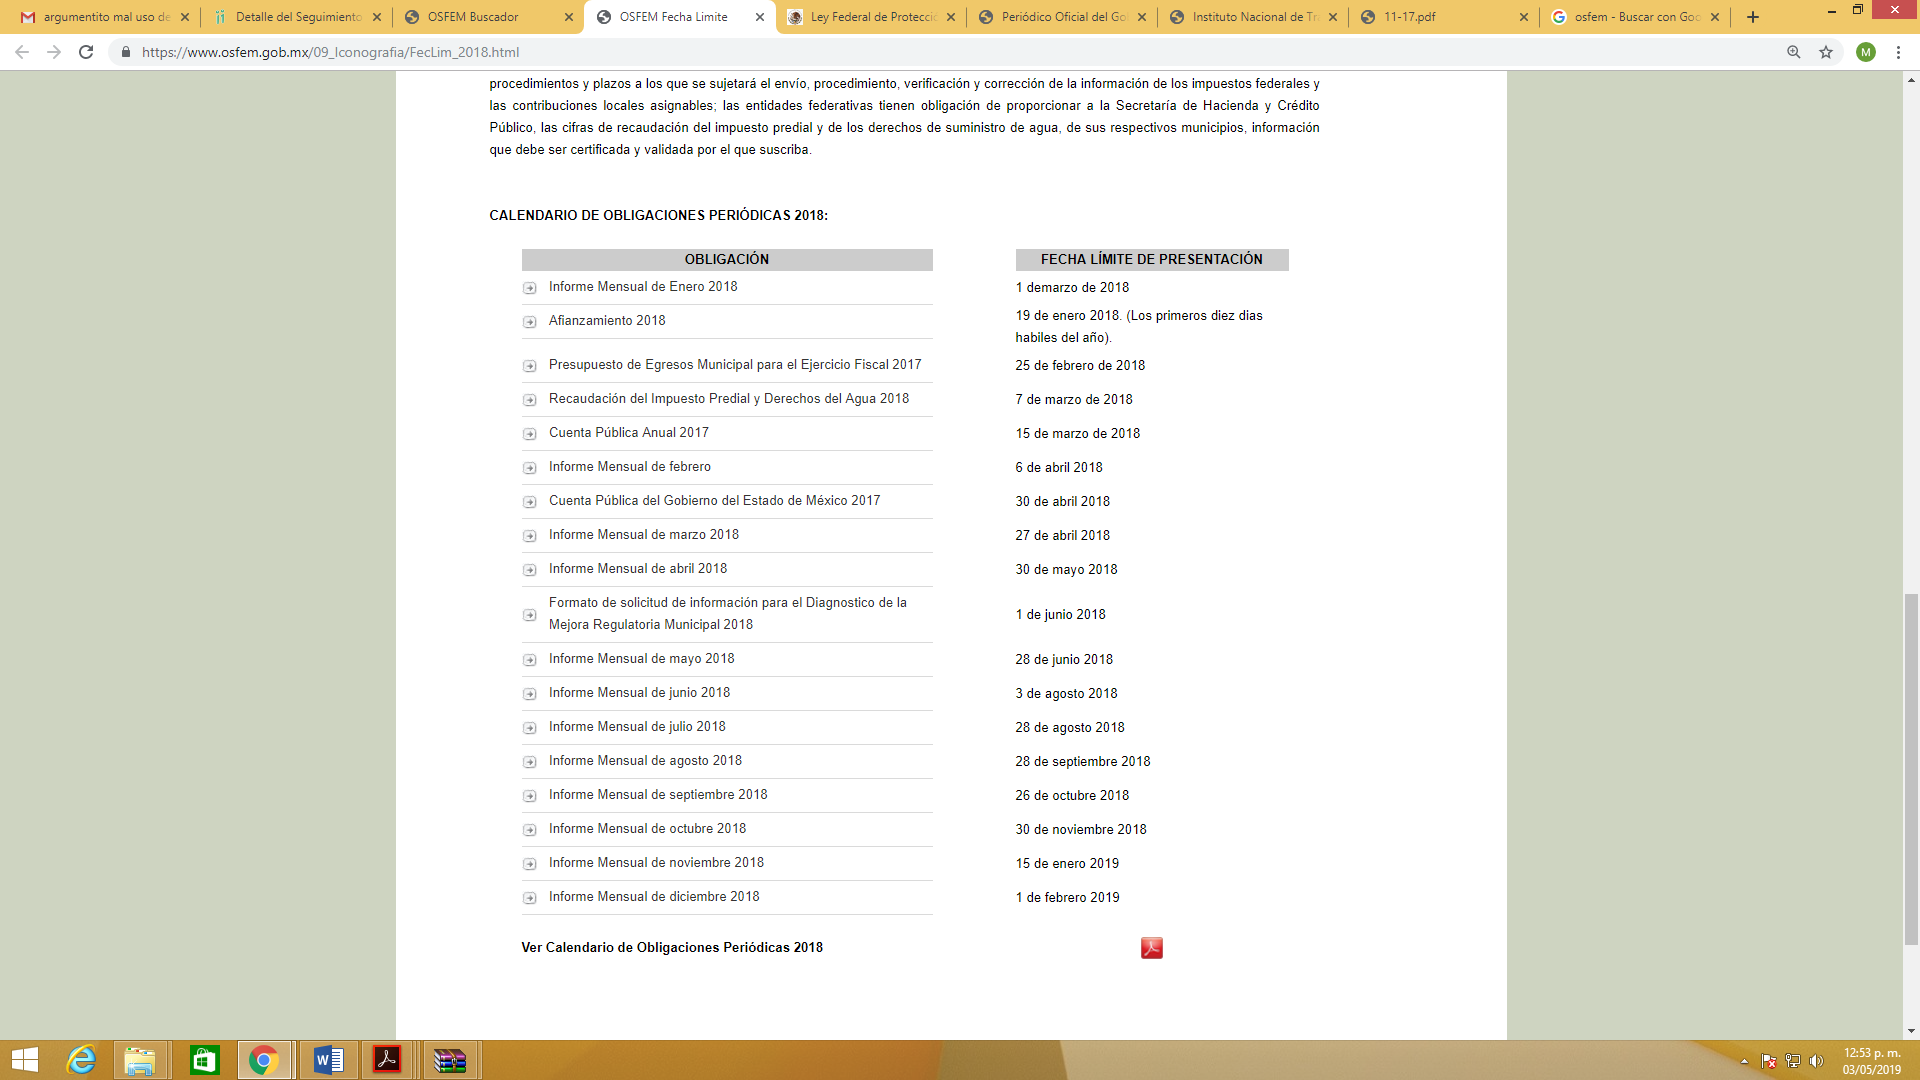 argumentito mal uso de
Detalle del Seguimiento
OSFEM Buscador
OSFEM Fecha Limite
Ley Federal de Protecci
Periódico Oficial del Go
Instituto Nacional de Tr
11-17.pdf
osfem - Buscar con Goo
https://www.osfem.gob.mx/09_Iconografia/FecLim_2018.html
M
procedimientos y plazos a los que se sujetará el envío, procedimiento, verificación y corrección de la información de los impuestos federales y
las contribuciones locales asignables; las entidades federativas tienen obligación de proporcionar a la Secretaría de Hacienda y Crédito
Público, las cifras de recaudación del impuesto predial y de los derechos de suministro de agua, de sus respectivos municipios, información
que debe ser certificada y validada por el que suscriba.
CALENDARIO DE OBLIGACIONES PERIÓDICAS 2018:
OBLIGACIÓN FECHA LÍMITE DE PRESENTACIÓN
Informe Mensual de Enero 2018 1 demarzo de 2018
Afianzamiento 2018 19 de enero 2018. (Los primeros diez dias
habiles del año).
Presupuesto de Egresos Municipal para el Ejercicio Fiscal 2017 25 de febrero de 2018
Recaudación del Impuesto Predial y Derechos del Agua 2018 7 de marzo de 2018
Cuenta Pública Anual 2017 15 de marzo de 2018
Informe Mensual de febrero 6 de abril 2018
Cuenta Pública del Gobierno del Estado de México 2017 30 de abril 2018
Informe Mensual de marzo 2018 27 de abril 2018
Informe Mensual de abril 2018 30 de mayo 2018
Formato de solicitud de información para el Diagnostico de la
Mejora Regulatoria Municipal 2018 1 de junio 2018
Informe Mensual de mayo 2018 28 de junio 2018
Informe Mensual de junio 2018 3 de agosto 2018
Informe Mensual de julio 2018 28 de agosto 2018
Informe Mensual de agosto 2018 28 de septiembre 2018
Informe Mensual de septiembre 2018 26 de octubre 2018
Informe Mensual de octubre 2018 30 de noviembre 2018
Informe Mensual de noviembre 2018 15 de enero 2019
Informe Mensual de diciembre 2018 1 de febrero 2019
Ver Calendario de Obligaciones Periódicas 2018
12:53 p. m.
03/05/2019